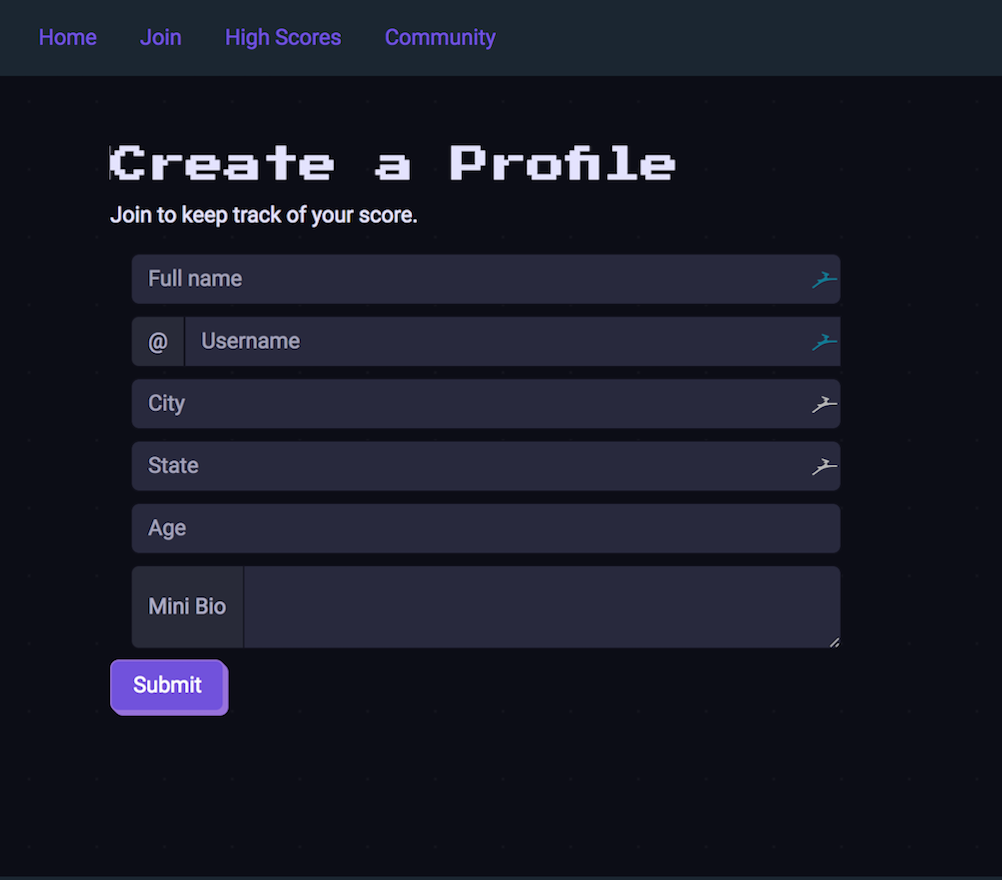 Home Join High Scores Community
Create a Profile
Join to keep track of your score.
Full name
@ Username
City
State
Age
Mini Bio
Submit